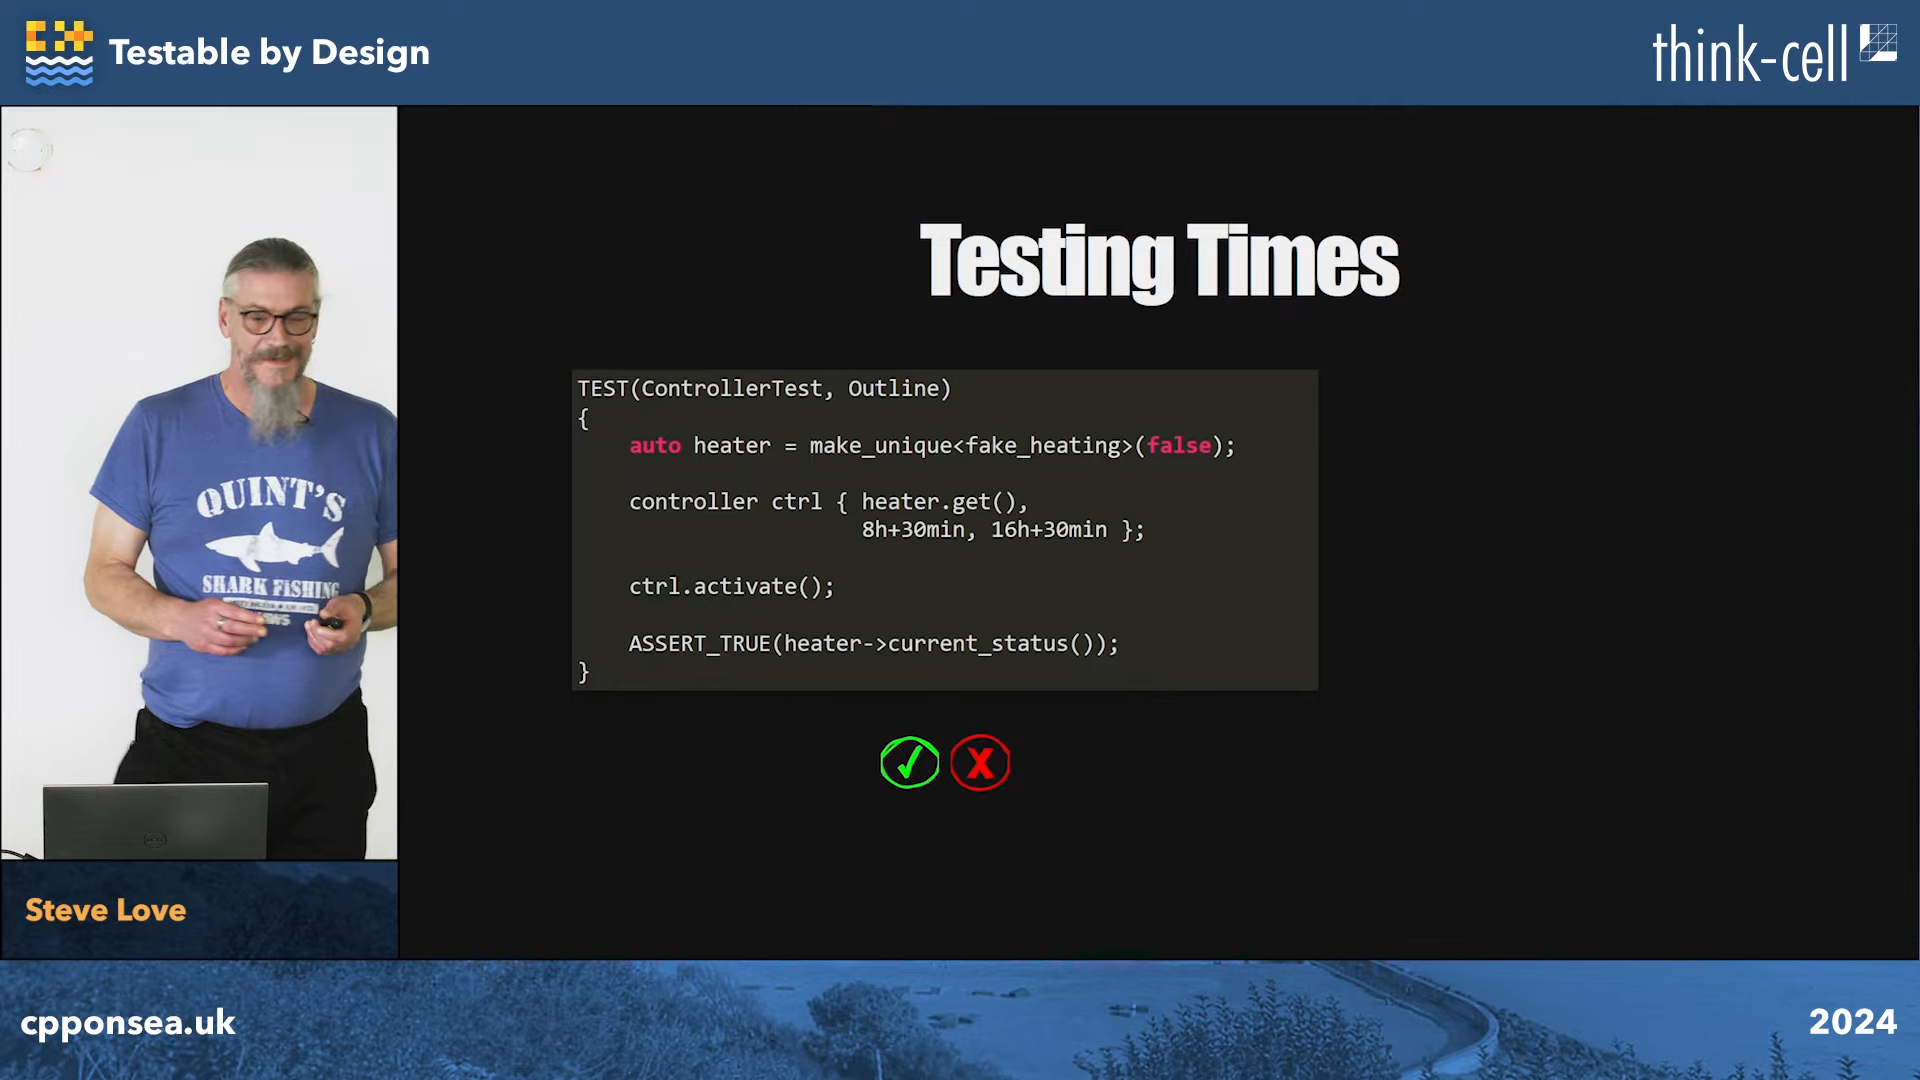 Testable by Design
think-cell
QUINT'S
SHARK FISHING
Testing Times
TEST(ControllerTest, Outline)
{
    auto heater = make_unique<fake_heating>(false);
    controller ctrl { heater.get(),
                      8h+30min, 16h+30min };
    ctrl.activate();
    ASSERT_TRUE(heater->current_status());
}
✓ X
Steve Love
cpponsea.uk
2024